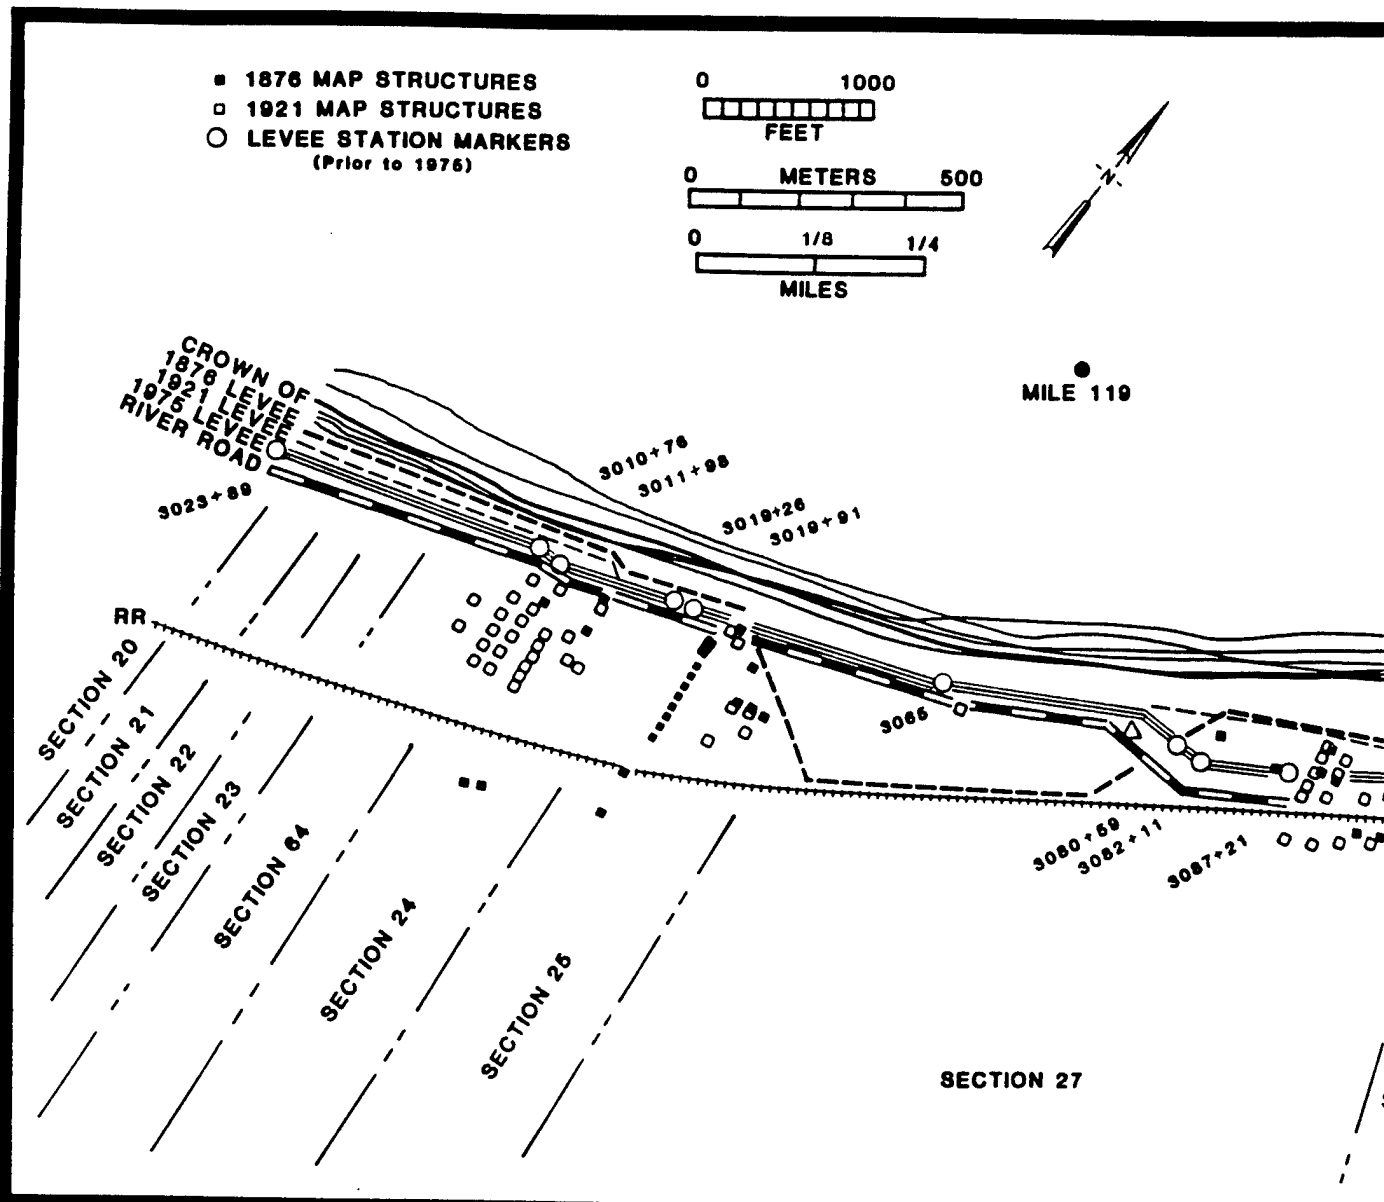 1876 MAP STRUCTURES
1921 MAP STRUCTURES
LEVEE STATION MARKERS
(Prior to 1975)
0 1000
FEET
0 METERS 500
0 1/8 1/4
MILES
N
MILE 119
CROWN OF
1876 LEVEE
1921 LEVEE
1975 LEVEE
RIVER ROAD
3023+89
3010+76
3011+98
3019+26
3019+91
RR
3065
3080+59
3082+11
3087+21
SECTION 20
SECTION 21
SECTION 22
SECTION 23
SECTION 64
SECTION 24
SECTION 25
SECTION 27